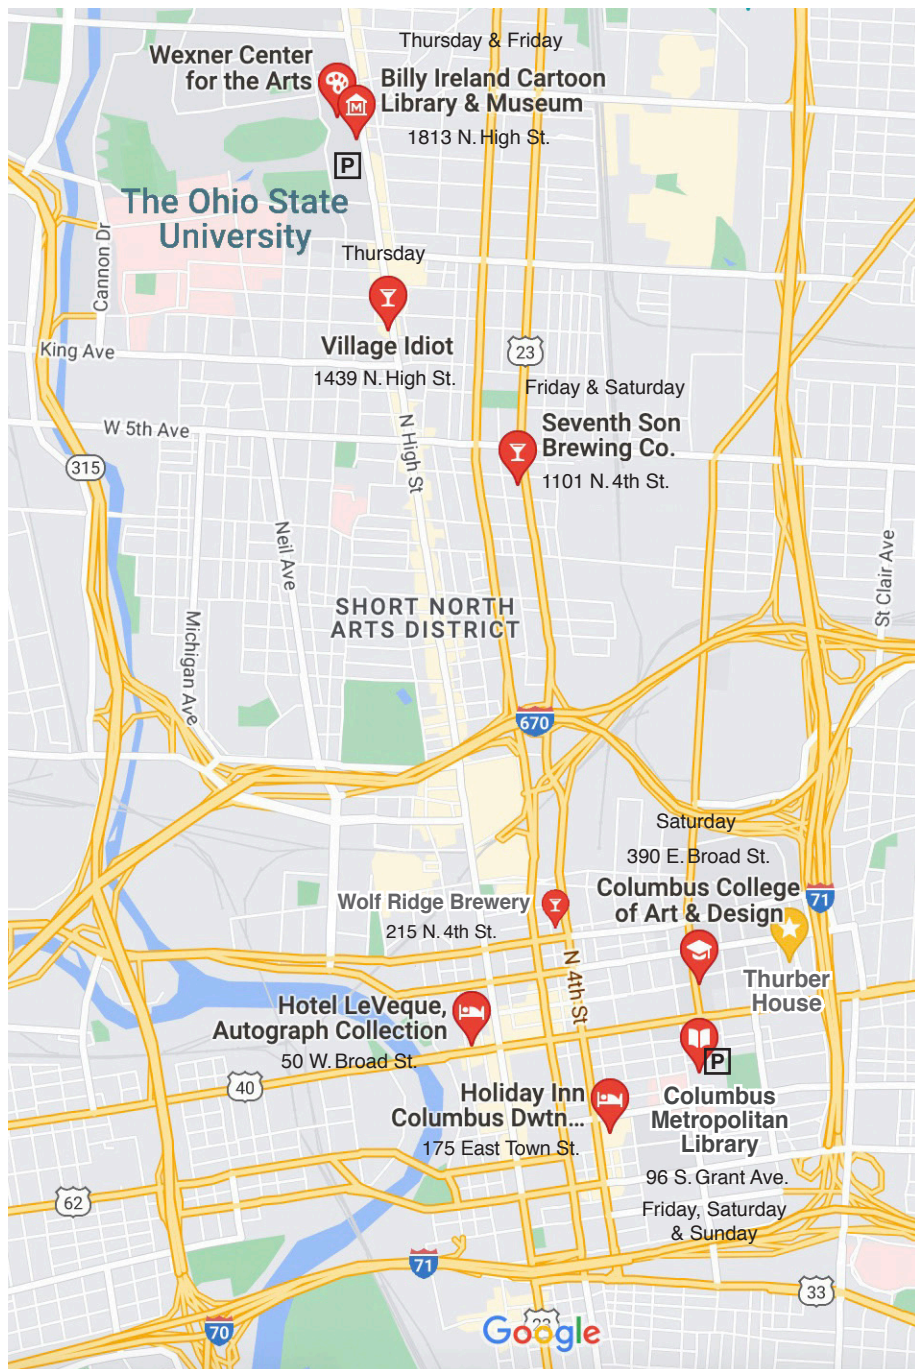 Thursday & Friday
Wexner Center
for the Arts
Billy Ireland Cartoon
Library & Museum
1813 N. High St.
P
The Ohio State
University
Cannon Dr
Thursday
Village Idiot
1439 N. High St.
King Ave
23
Friday & Saturday
Seventh Son
Brewing Co.
1101 N. 4th St.
W 5th Ave
N High St
315
Neil Ave
St Clair Ave
SHORT NORTH
ARTS DISTRICT
Michigan Ave
670
Saturday
390 E. Broad St.
Columbus College
of Art & Design
71
Wolf Ridge Brewery
215 N. 4th St.
N 4th St
Thurber
House
Hotel LeVeque,
Autograph Collection
50 W. Broad St.
P
40
Holiday Inn
Columbus Dwtn...
175 East Town St.
Columbus
Metropolitan
Library
96 S. Grant Ave.
Friday, Saturday
& Sunday
62
71
33
70
23
Google